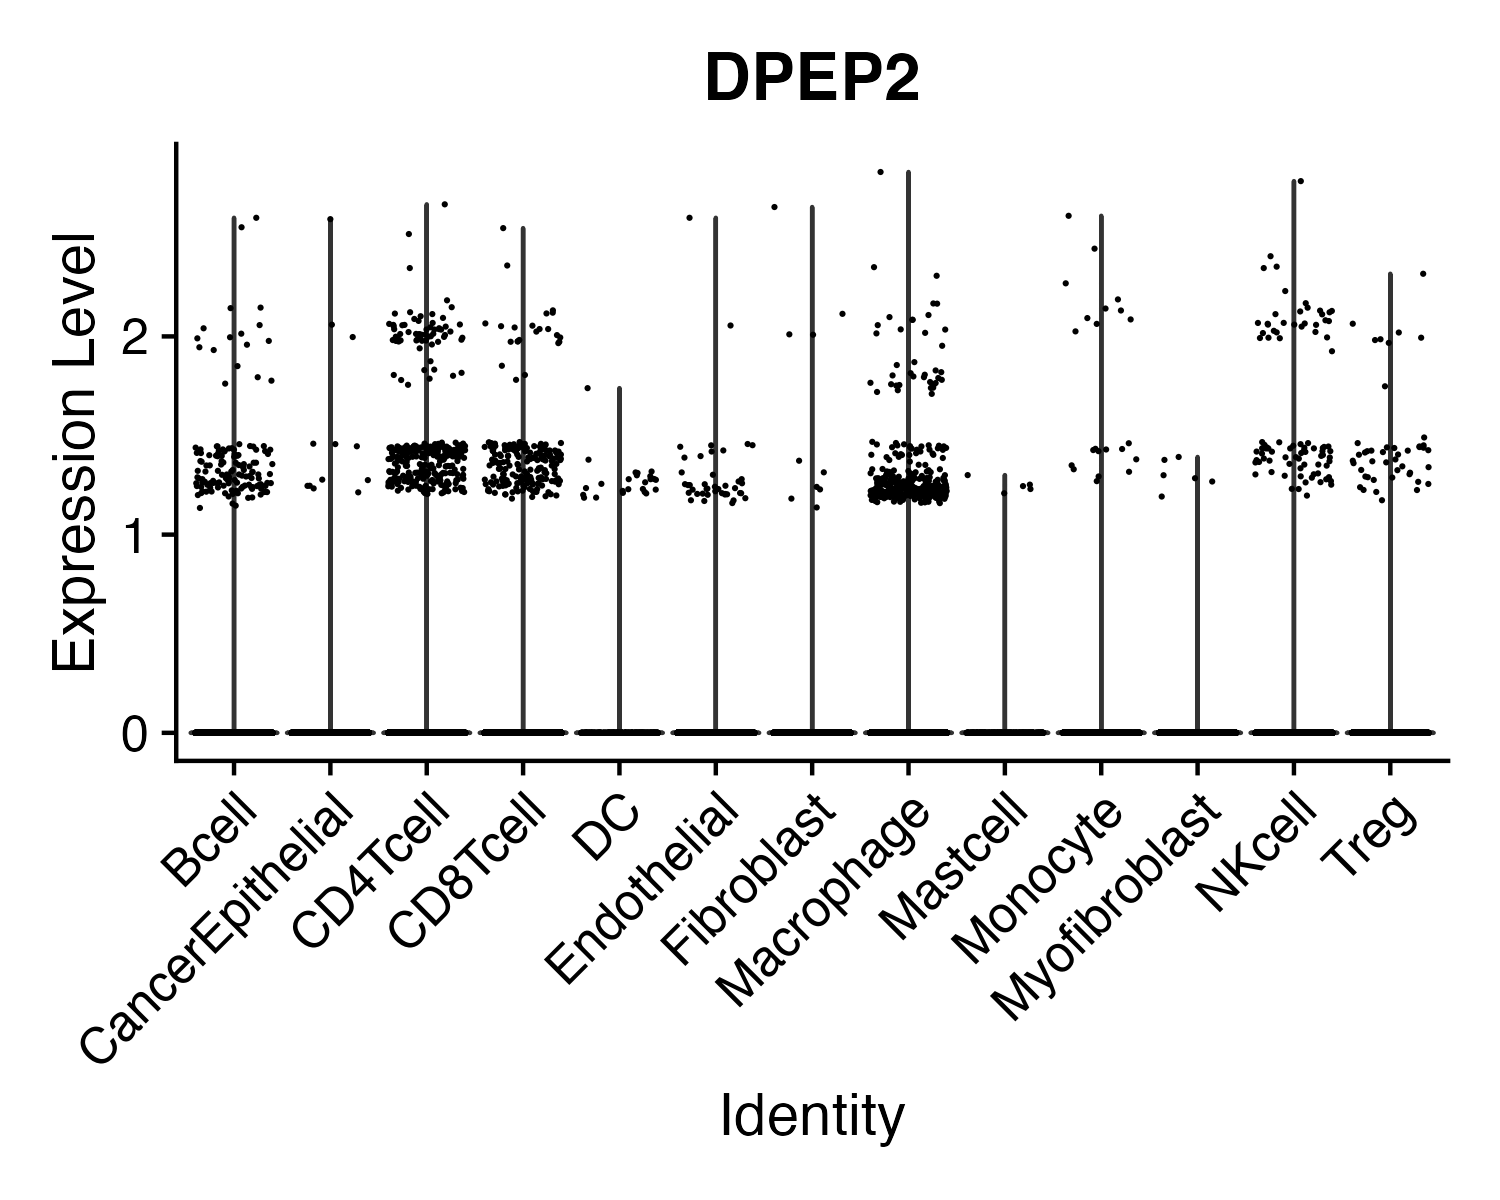 DPEP2
Expression Level
2
1
0
Bcell
CancerEpithelial
CD4Tcell
CD8Tcell
DC
Endothelial
Fibroblast
Macrophage
Mastcell
Monocyte
Myofibroblast
NKcell
Treg
Identity